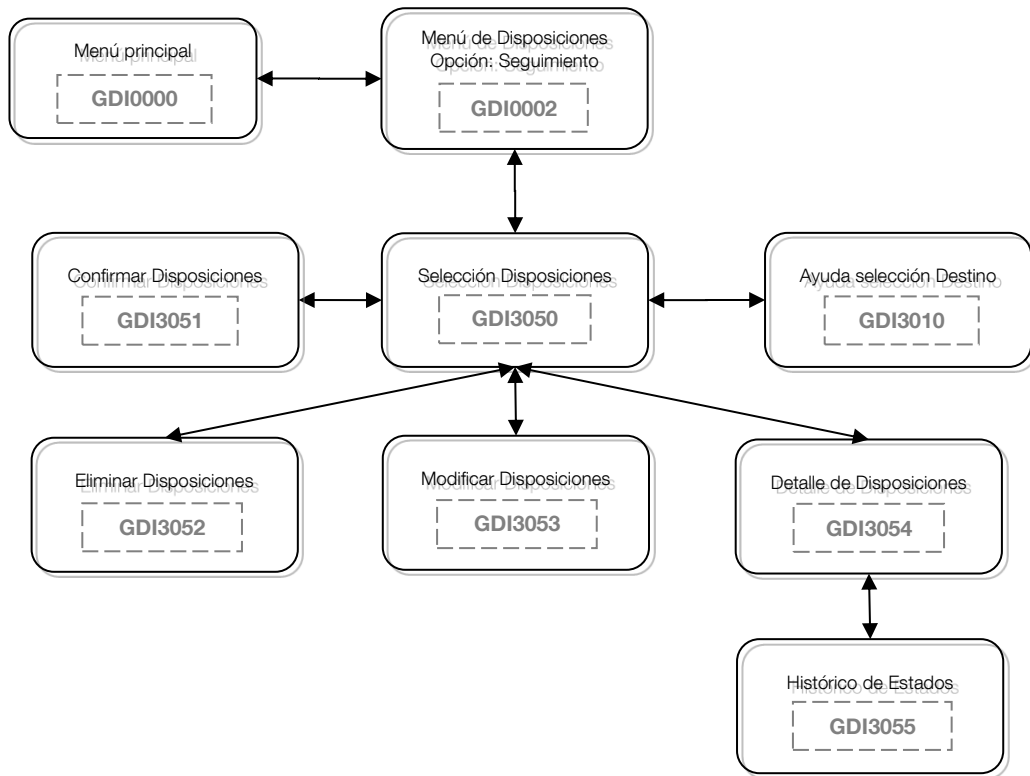 Menú principal
GDI0000
Menú de Disposiciones
Opción: Seguimiento
GDI0002
Confirmar Disposiciones
GDI3051
Selección Disposiciones
GDI3050
Ayuda selección Destino
GDI3010
Eliminar Disposiciones
GDI3052
Modificar Disposiciones
GDI3053
Detalle de Disposiciones
GDI3054
Histórico de Estados
GDI3055